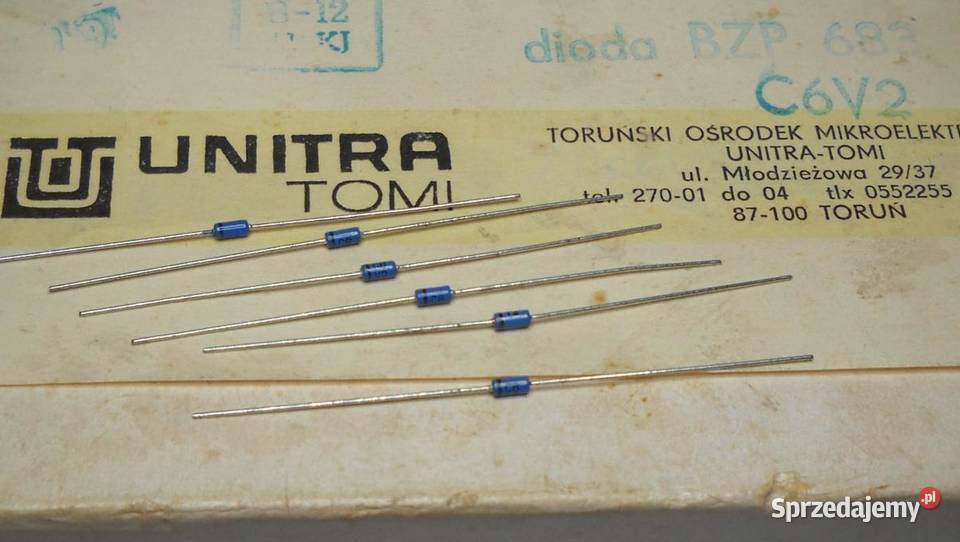 8-12
KJ
dioda BZP 683
C6V2
UNITRA
TOMI
TORUŃSKI OŚRODEK MIKROELEKT
UNITRA-TOMI
ul. Młodzieżowa 29/37
tel. 270-01 do 04 tlx 0552255
87-100 TORUŃ
Sprzedajemy.pl